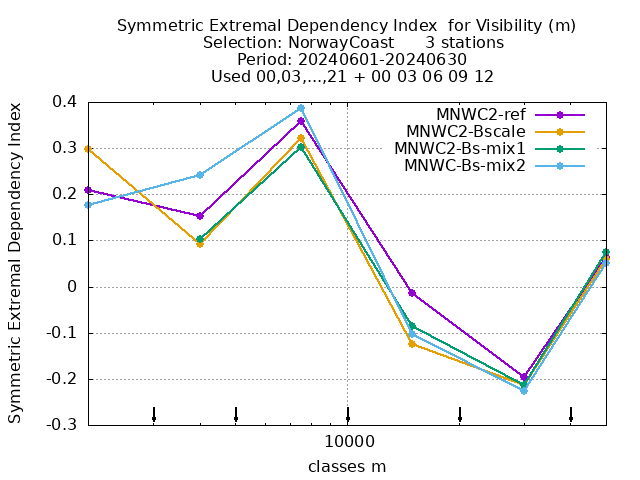 Symmetric Extremal Dependency Index  for Visibility (m)
Selection: NorwayCoast      3 stations
Period: 20240601-20240630
Used 00,03,...,21 + 00 03 06 09 12
Symmetric Extremal Dependency Index
0.4
0.3
0.2
0.1
0
-0.1
-0.2
-0.3
MNWC2-ref
MNWC2-Bscale
MNWC2-Bs-mix1
MNWC-Bs-mix2
10000
classes m